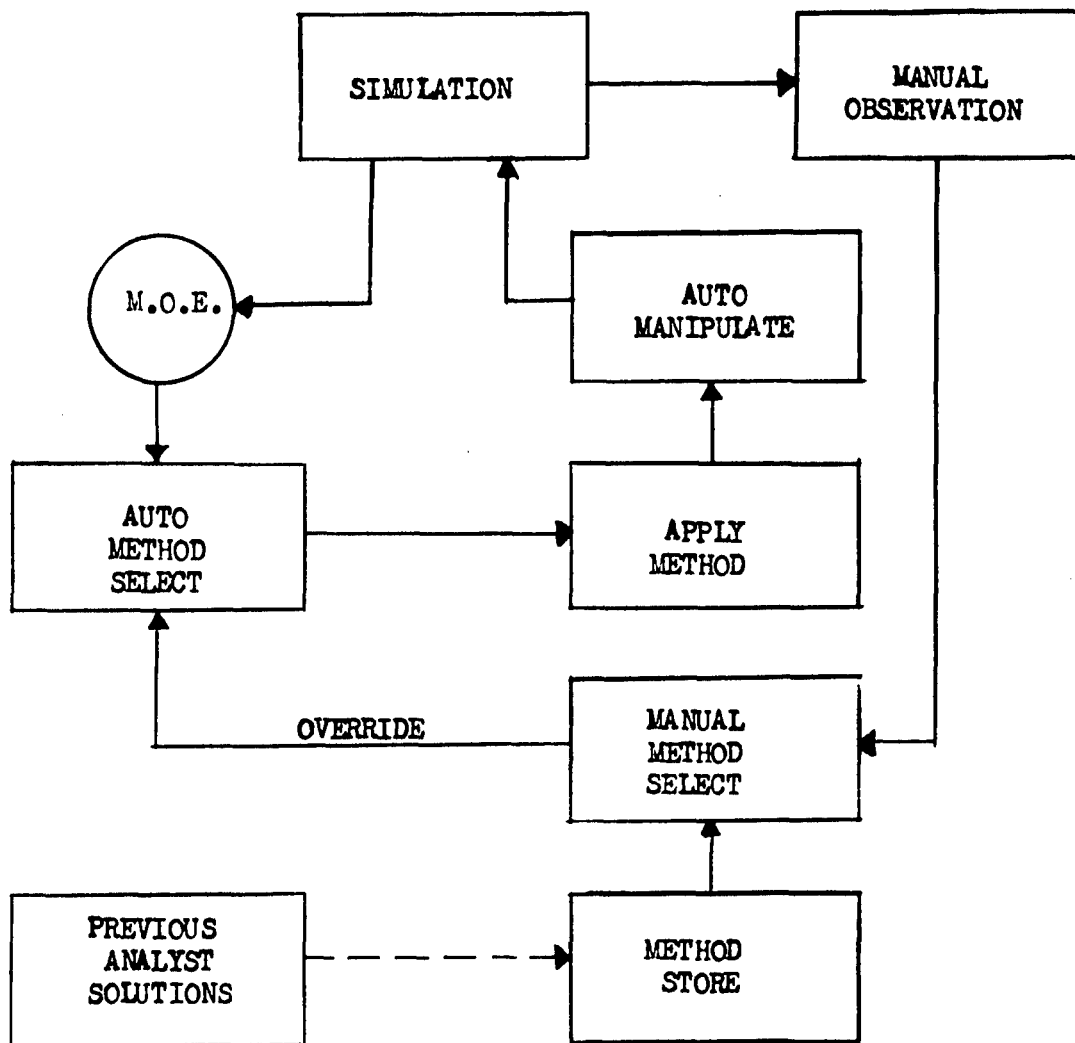 SIMULATION
MANUAL
OBSERVATION
M.O.E.
AUTO
MANIPULATE
AUTO
METHOD
SELECT
APPLY
METHOD
OVERRIDE
MANUAL
METHOD
SELECT
PREVIOUS
ANALYST
SOLUTIONS
METHOD
STORE